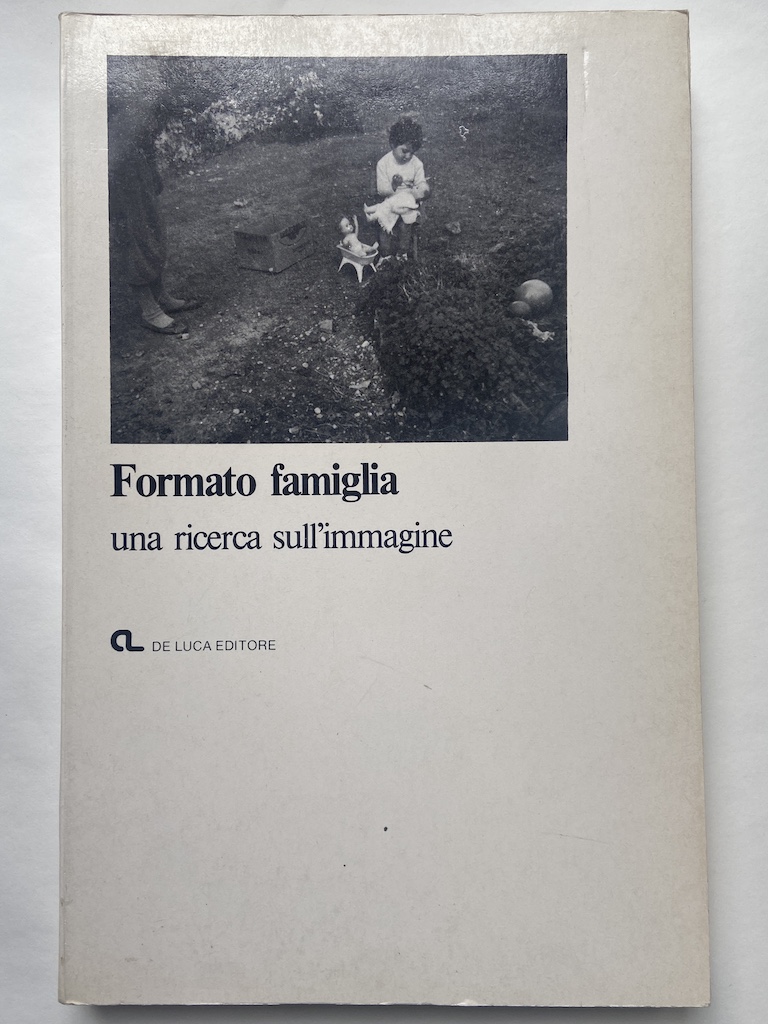 Formato famiglia
una ricerca sull'immagine
DE LUCA EDITORE